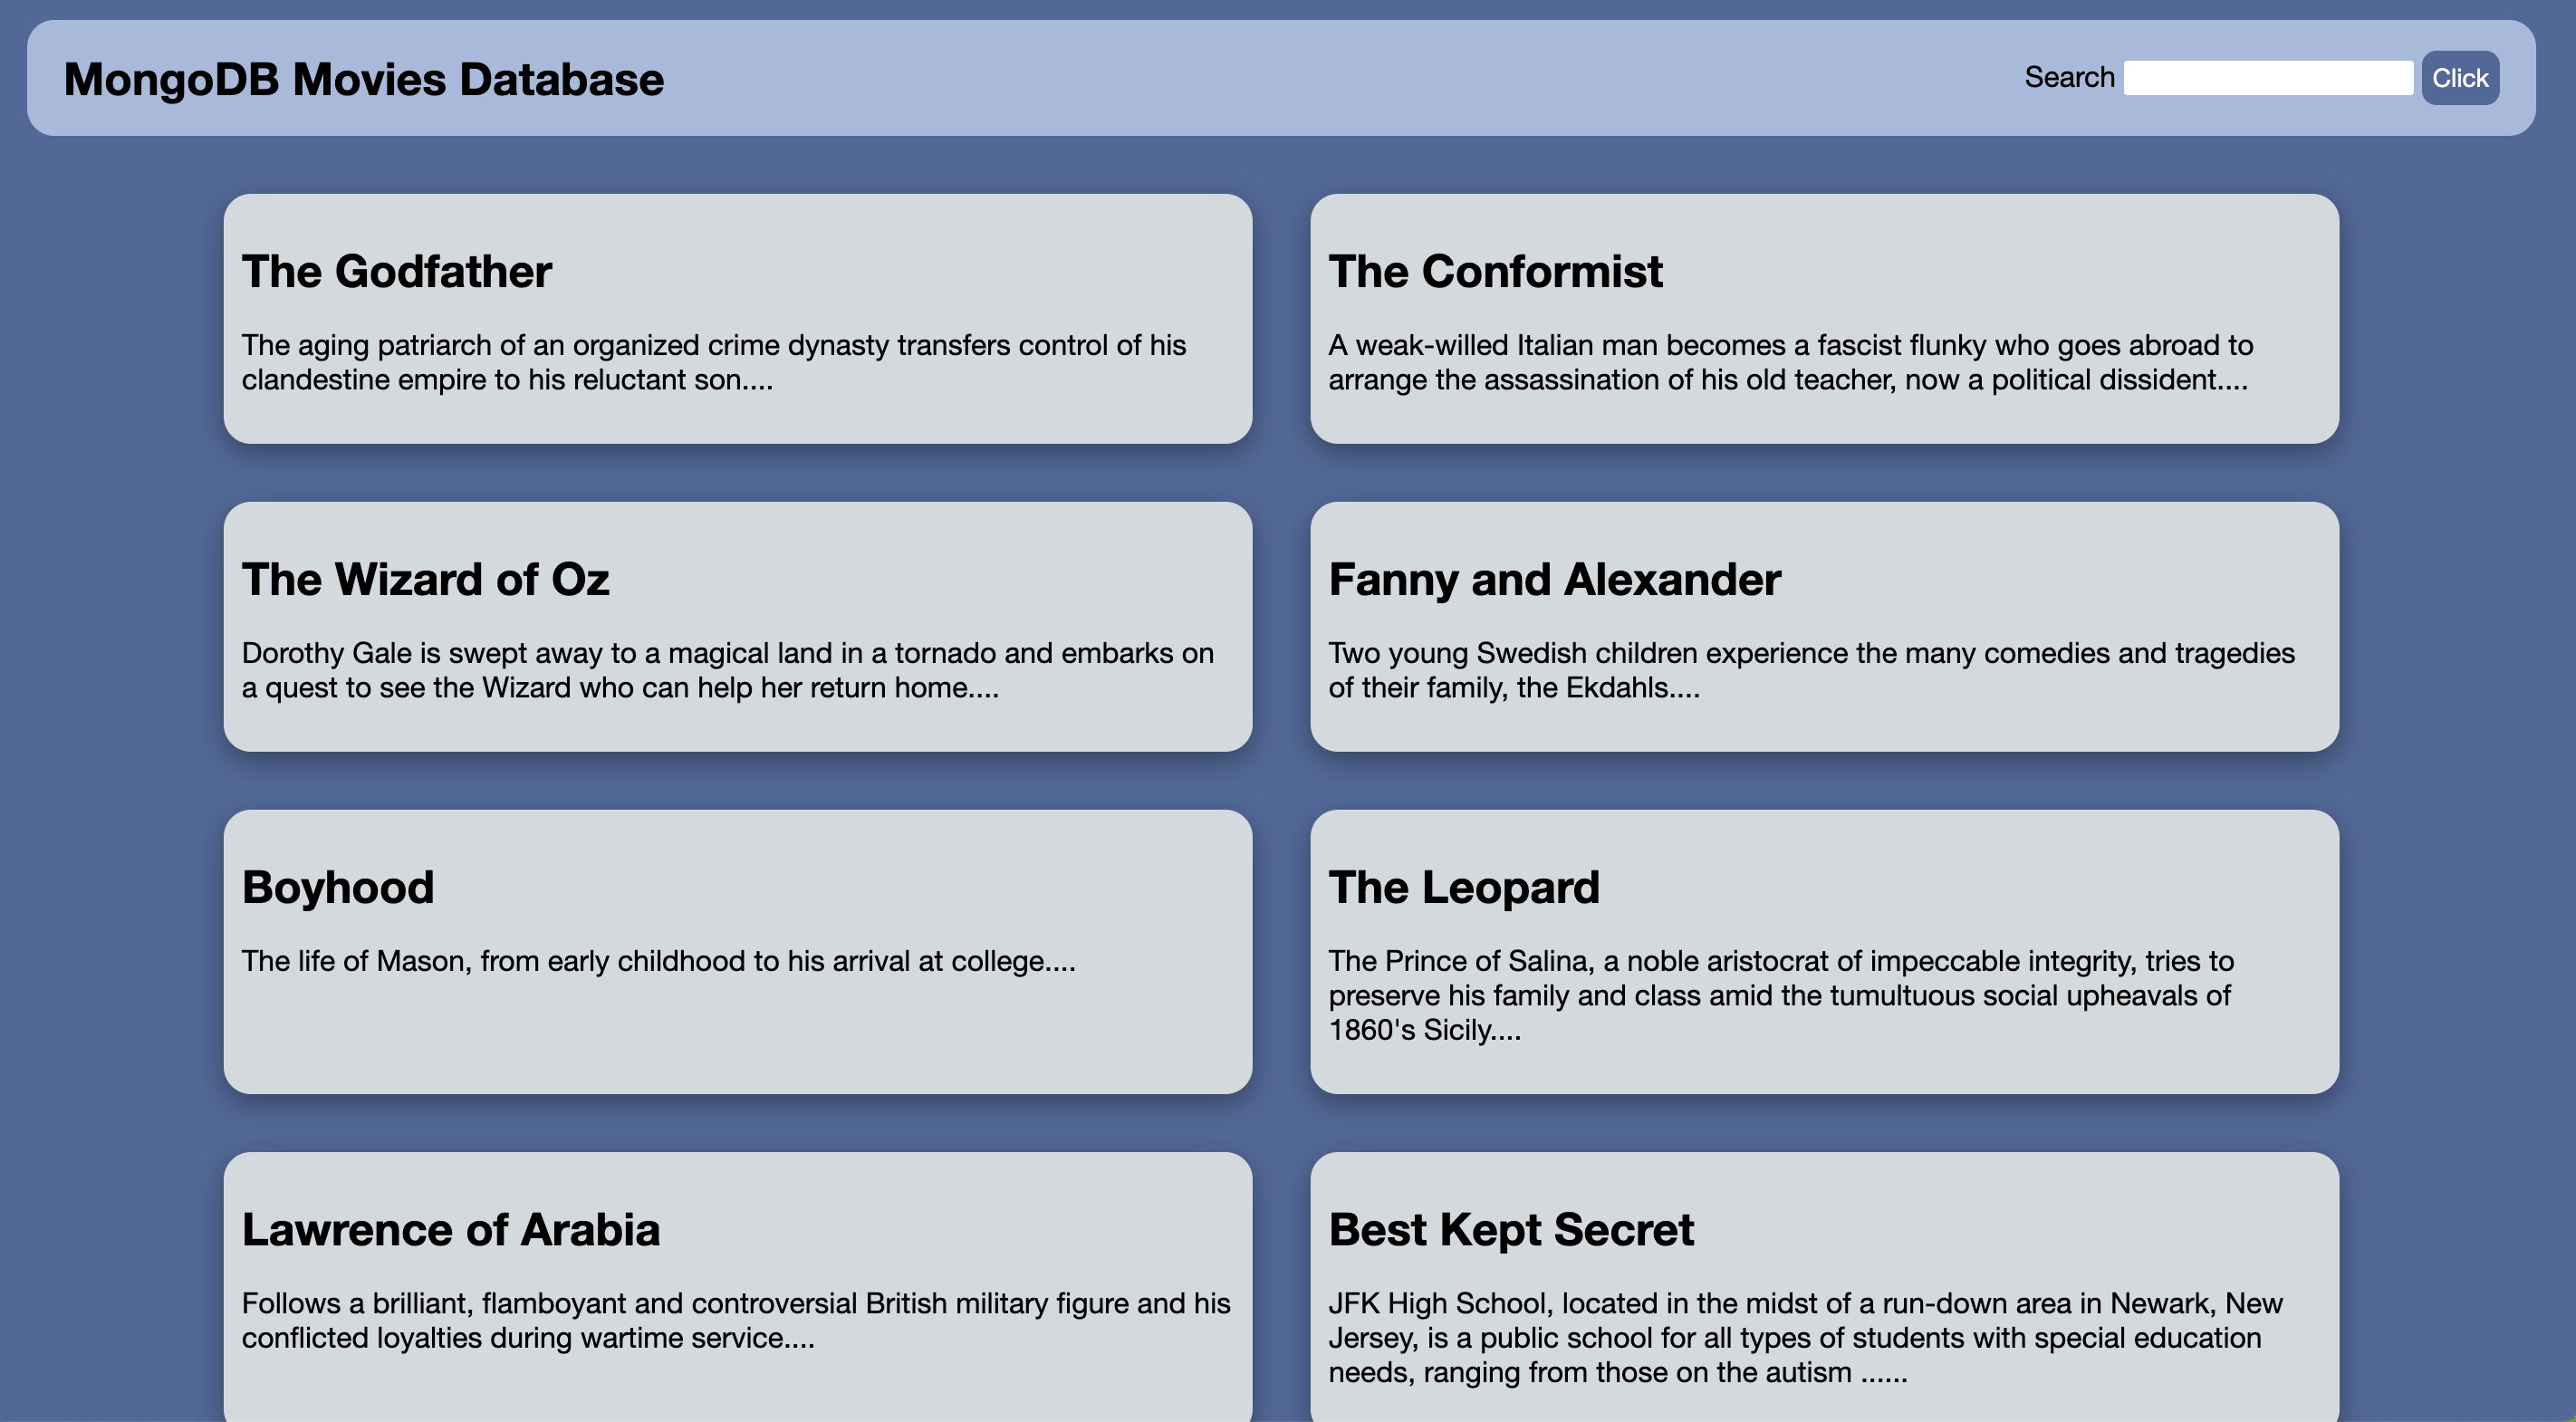 MongoDB Movies Database
Search
Click
The Godfather
The aging patriarch of an organized crime dynasty transfers control of his
clandestine empire to his reluctant son....
The Conformist
A weak-willed Italian man becomes a fascist flunky who goes abroad to
arrange the assassination of his old teacher, now a political dissident....
The Wizard of Oz
Dorothy Gale is swept away to a magical land in a tornado and embarks on
a quest to see the Wizard who can help her return home....
Fanny and Alexander
Two young Swedish children experience the many comedies and tragedies
of their family, the Ekdahls....
Boyhood
The life of Mason, from early childhood to his arrival at college....
The Leopard
The Prince of Salina, a noble aristocrat of impeccable integrity, tries to
preserve his family and class amid the tumultuous social upheavals of
1860's Sicily....
Lawrence of Arabia
Follows a brilliant, flamboyant and controversial British military figure and his
conflicted loyalties during wartime service....
Best Kept Secret
JFK High School, located in the midst of a run-down area in Newark, New
Jersey, is a public school for all types of students with special education
needs, ranging from those on the autism ......